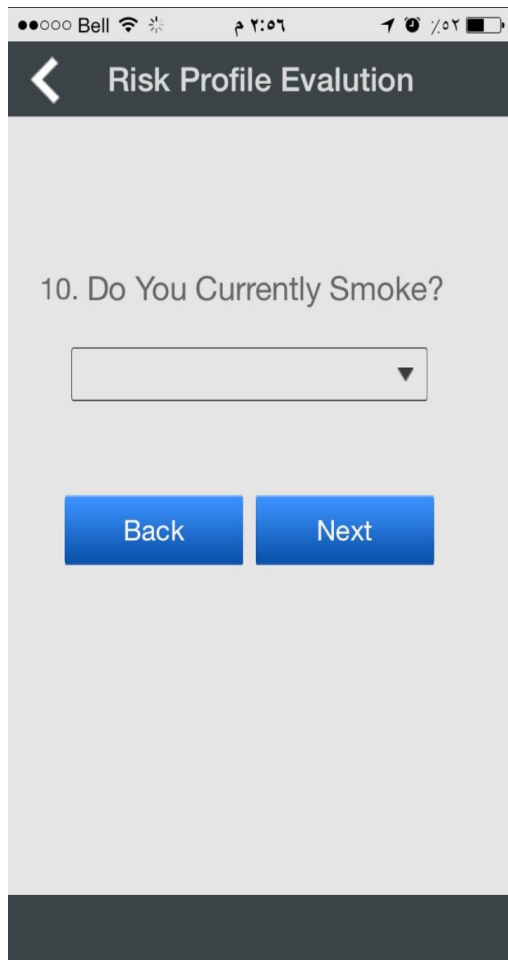 Bell ٢:٥٦ م ٪٥٢
Risk Profile Evalution
10. Do You Currently Smoke?
Back Next